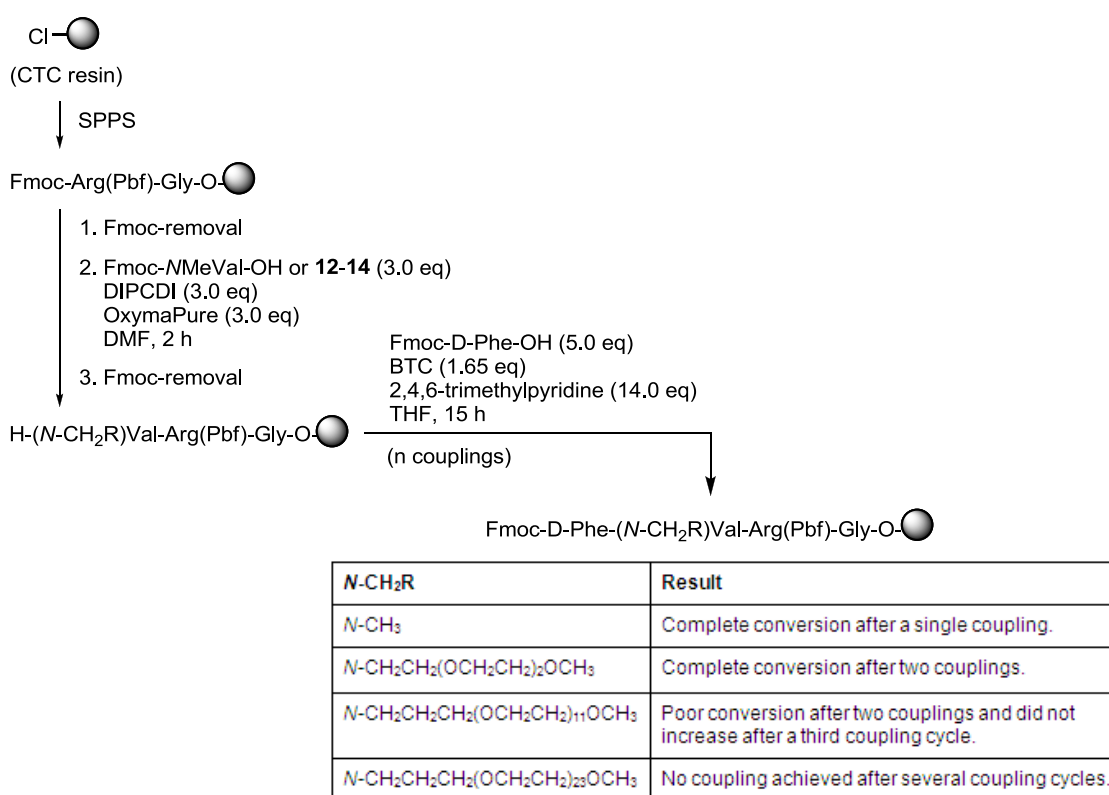 Cl
(CTC resin)
SPPS
Fmoc-Arg(Pbf)-Gly-O-
1. Fmoc-removal
2. Fmoc-NMeVal-OH or 12-14 (3.0 eq)
DIPCDI (3.0 eq)
OxymaPure (3.0 eq)
DMF, 2 h
3. Fmoc-removal
Fmoc-D-Phe-OH (5.0 eq)
BTC (1.65 eq)
2,4,6-trimethylpyridine (14.0 eq)
THF, 15 h
H-(N-CH₂R)Val-Arg(Pbf)-Gly-O-
(n couplings)
Fmoc-D-Phe-(N-CH₂R)Val-Arg(Pbf)-Gly-O-
N-CH₂R Result
N-CH₃ Complete conversion after a single coupling.
N-CH₂CH₂(OCH₂CH₂)₂OCH₃ Complete conversion after two couplings.
N-CH₂CH₂CH₂(OCH₂CH₂)₁₁OCH₃ Poor conversion after two couplings and did not
increase after a third coupling cycle.
N-CH₂CH₂CH₂(OCH₂CH₂)₂₃OCH₃ No coupling achieved after several coupling cycles.